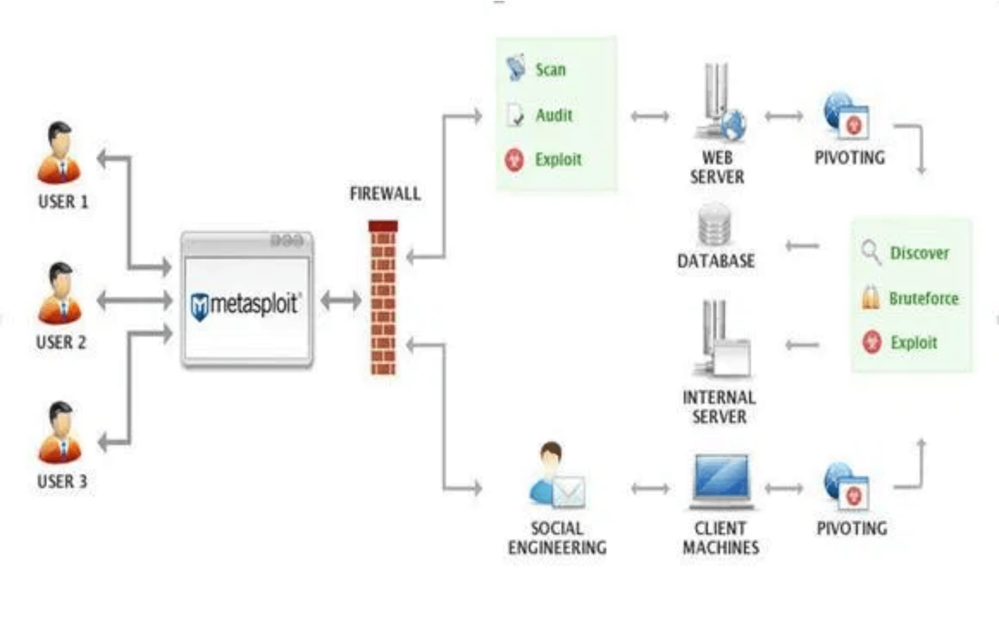 USER 1
USER 2
USER 3
metasploit
FIREWALL
Scan
Audit
Exploit
WEB
SERVER
PIVOTING
DATABASE
Discover
Bruteforce
Exploit
INTERNAL
SERVER
SOCIAL
ENGINEERING
CLIENT
MACHINES
PIVOTING